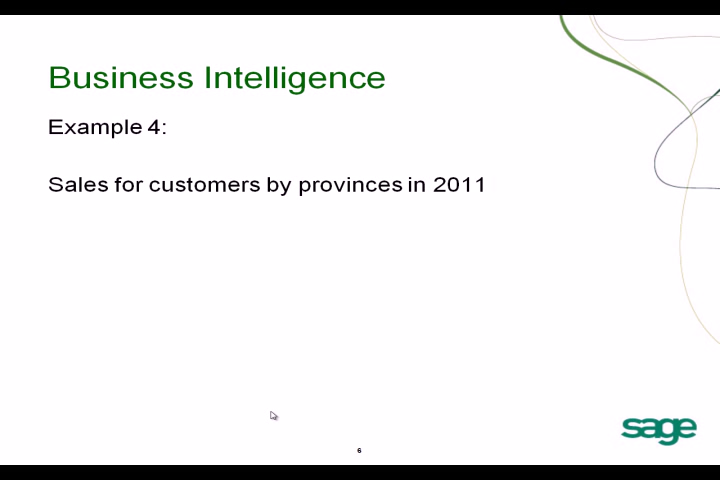 Business Intelligence
Example 4:
Sales for customers by provinces in 2011
sage
6